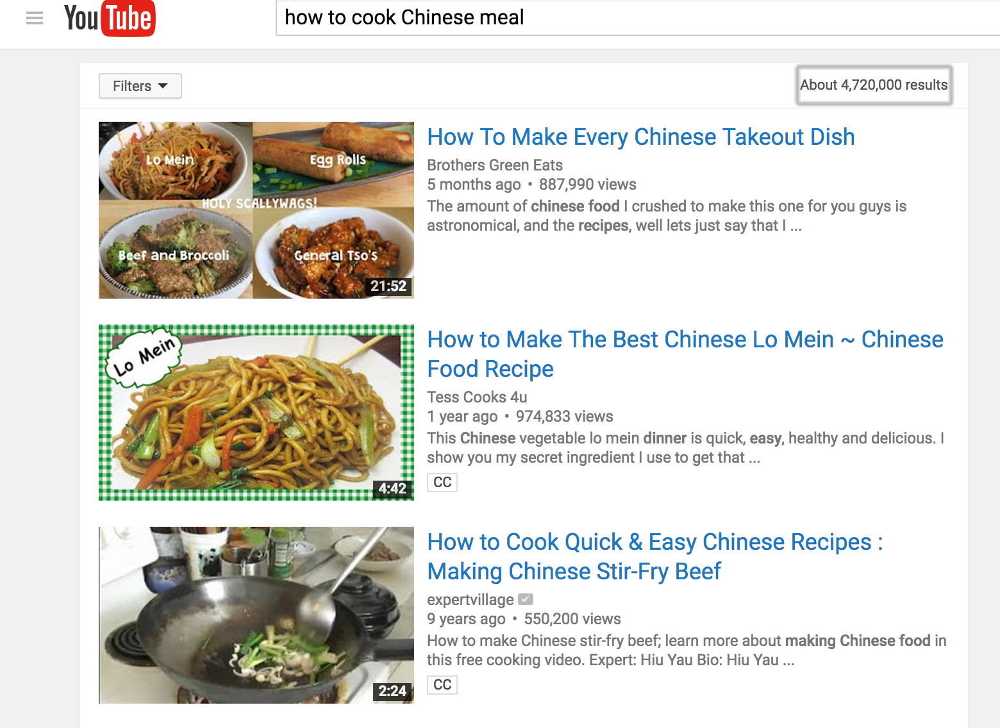 YouTube
how to cook Chinese meal
Filters
About 4,720,000 results
Lo Mein
Egg Rolls
HOLY SCALLYWAGS!
Beef and Broccoli
General Tso's
21:52
How To Make Every Chinese Takeout Dish
Brothers Green Eats
5 months ago • 887,990 views
The amount of chinese food I crushed to make this one for you guys is
astronomical, and the recipes, well lets just say that I ...
Lo Mein
4:42
How to Make The Best Chinese Lo Mein ~ Chinese
Food Recipe
Tess Cooks 4u
1 year ago • 974,833 views
This Chinese vegetable lo mein dinner is quick, easy, healthy and delicious. I
show you my secret ingredient I use to get that ...
CC
2:24
How to Cook Quick & Easy Chinese Recipes :
Making Chinese Stir-Fry Beef
expertvillage
9 years ago • 550,200 views
How to make Chinese stir-fry beef; learn more about making Chinese food in
this free cooking video. Expert: Hiu Yau Bio: Hiu Yau ...
CC